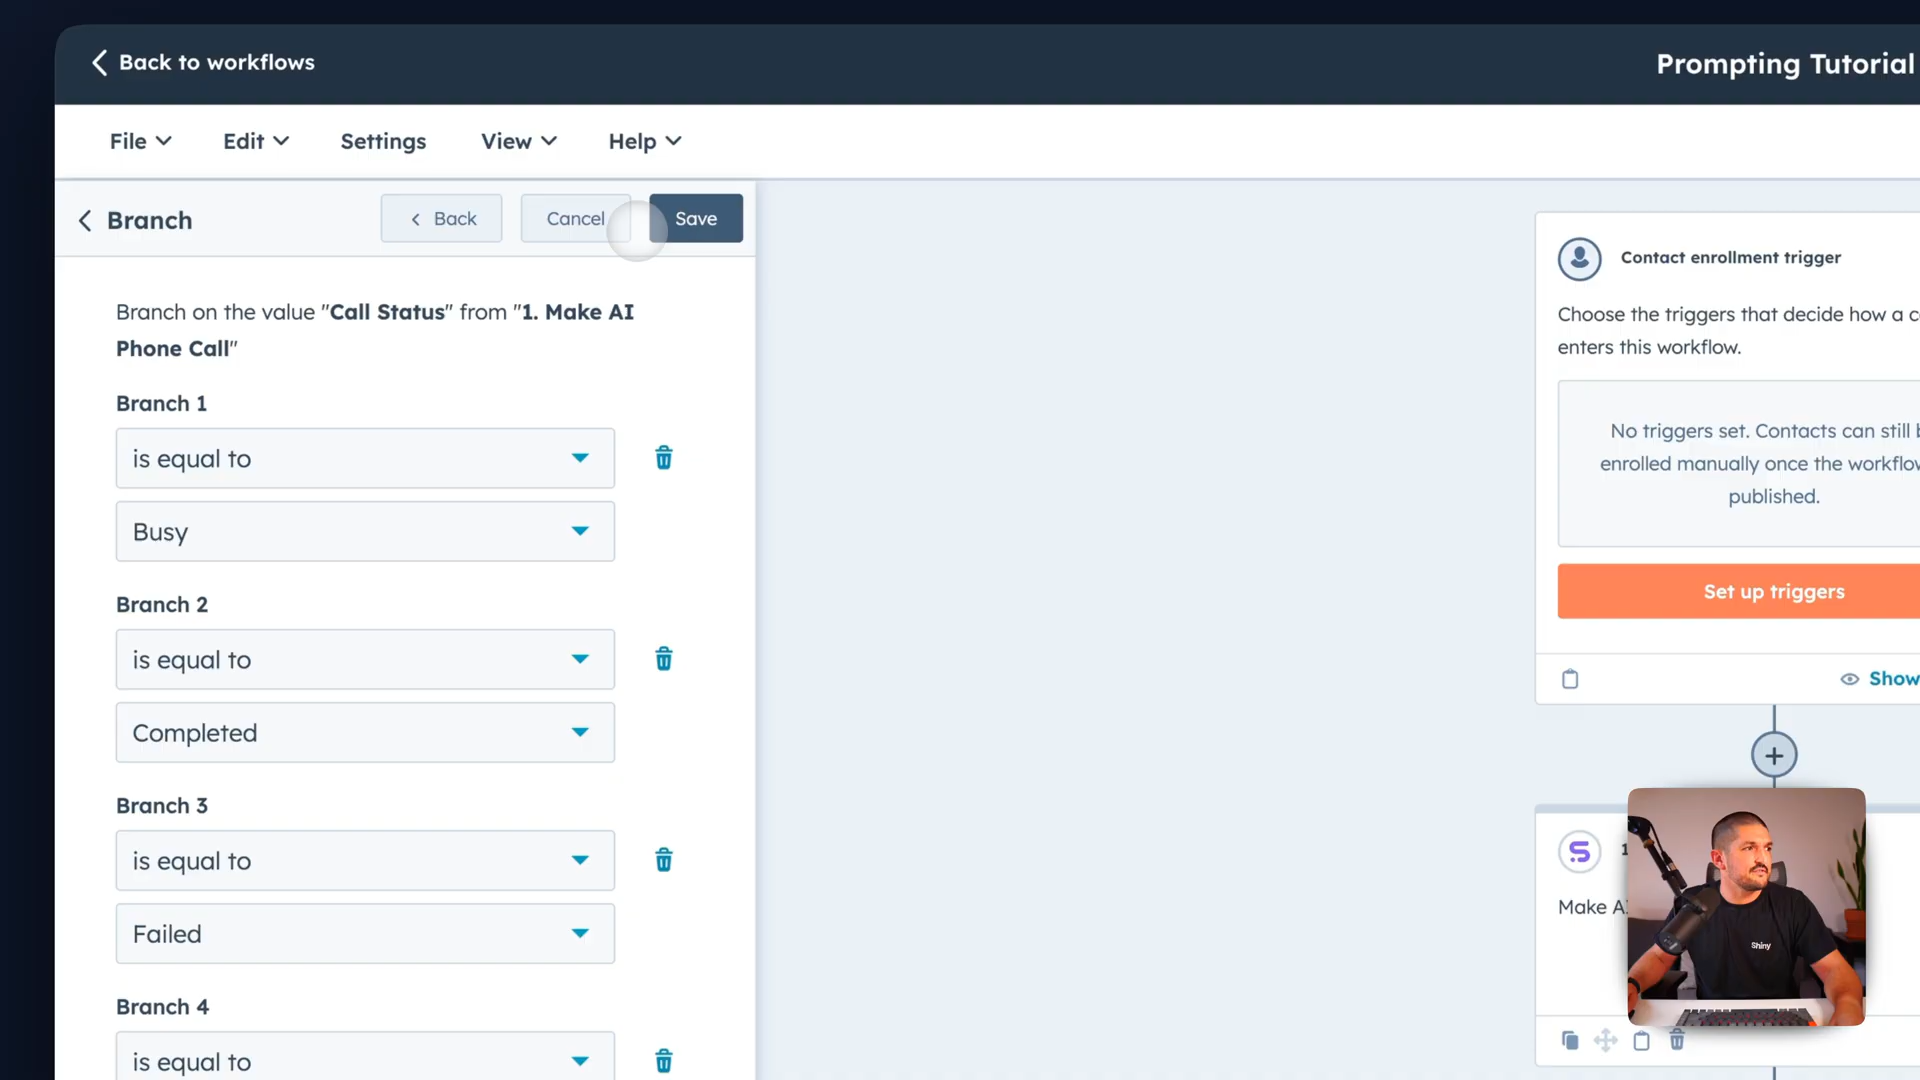 Back to workflows
Prompting Tutorial
File
Edit
Settings
View
Help
Branch
Back
Cancel
Save
Branch on the value "Call Status" from "1. Make AI
Phone Call"
Branch 1
is equal to
Busy
Branch 2
is equal to
Completed
Branch 3
is equal to
Failed
Branch 4
is equal to
Contact enrollment trigger
Choose the triggers that decide how a c
enters this workflow.
No triggers set. Contacts can still b
enrolled manually once the workflow
published.
Set up triggers
Show
1
Make A
Shiny